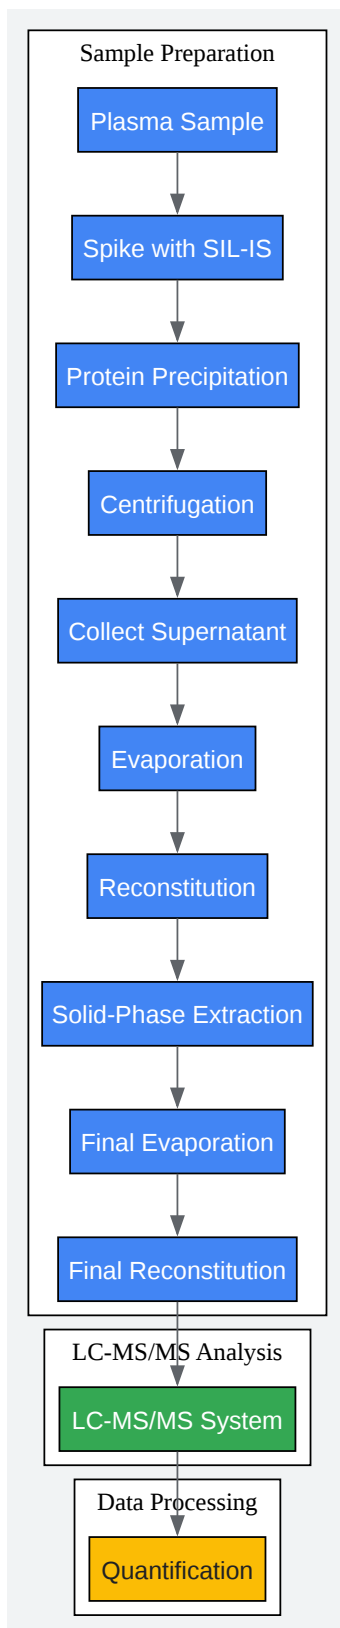 Sample Preparation
Plasma Sample
Spike with SIL-IS
Protein Precipitation
Centrifugation
Collect Supernatant
Evaporation
Reconstitution
Solid-Phase Extraction
Final Evaporation
Final Reconstitution
LC-MS/MS Analysis
LC-MS/MS System
Data Processing
Quantification